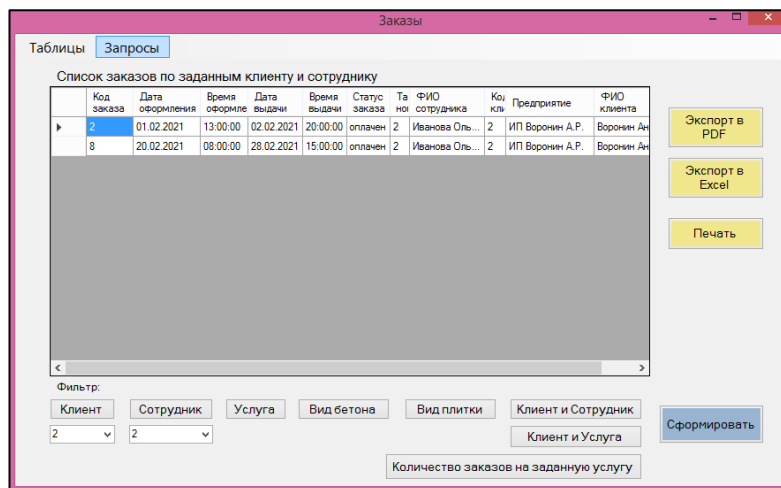 Заказы
Таблицы Запросы
Список заказов по заданным клиенту и сотруднику
Код заказа Дата оформления Время оформле Дата выдачи Время выдачи Статус заказа Та ФИО сотрудника Код кли Предприятие ФИО клиента
2 01.02.2021 13:00:00 02.02.2021 20:00:00 оплачен 2 Иванова Оль... 2 ИП Воронин А.Р. Воронин Ан
8 20.02.2021 08:00:00 28.02.2021 15:00:00 оплачен 2 Иванова Оль... 2 ИП Воронин А.Р. Воронин Ан
Экспорт в
PDF
Экспорт в
Excel
Печать
Фильтр:
Клиент Сотрудник Услуга Вид бетона Вид плитки Клиент и Сотрудник
2 2
Клиент и Услуга
Сформировать
Количество заказов на заданную услугу